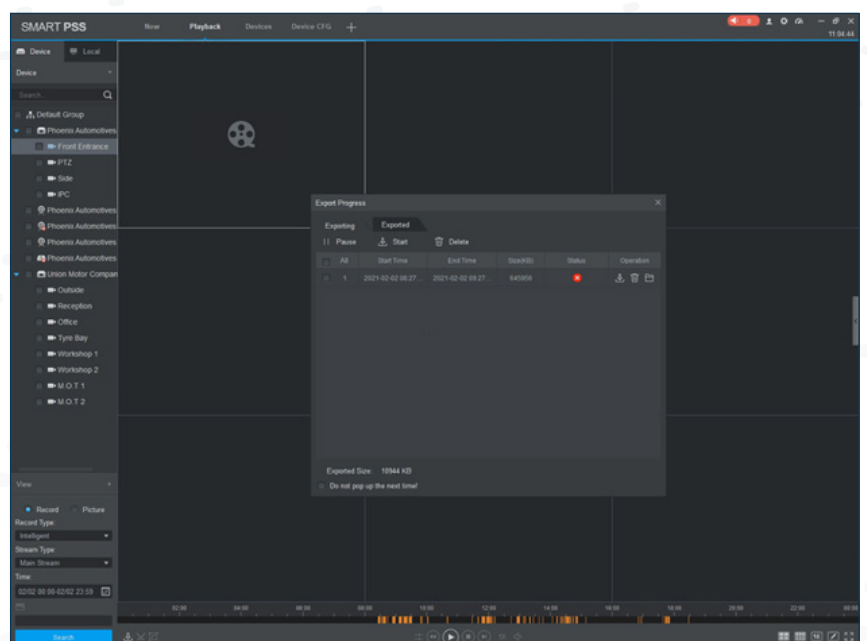 SMART PSS New Playback Devices Device CFG +
11:04:44
Device Local
Device
Search...
Default Group
Phoenix Automotives
Front Entrance
PTZ
Side
IPC
Phoenix Automotives
Phoenix Automotives
Phoenix Automotives
Phoenix Automotives
Union Motor Compan
Outside
Reception
Office
Tyre Bay
Workshop 1
Workshop 2
M.O.T 1
M.O.T 2
Export Progress
Exporting Exported
Pause Start Delete
All Start Time End Time Size(KB) Status Operation
1 2021-02-02 08:27... 2021-02-02 09:27... 645956
Exported Size: 10944 KB
Do not pop up the next time!
View
Record Picture
Record Type:
Intelligent
Stream Type:
Main Stream
Time:
02/02 00:00-02/02 23:59
02:00 04:00 06:00 08:00 10:00 12:00 14:00 16:00 18:00 20:00 22:00 00:00
Search